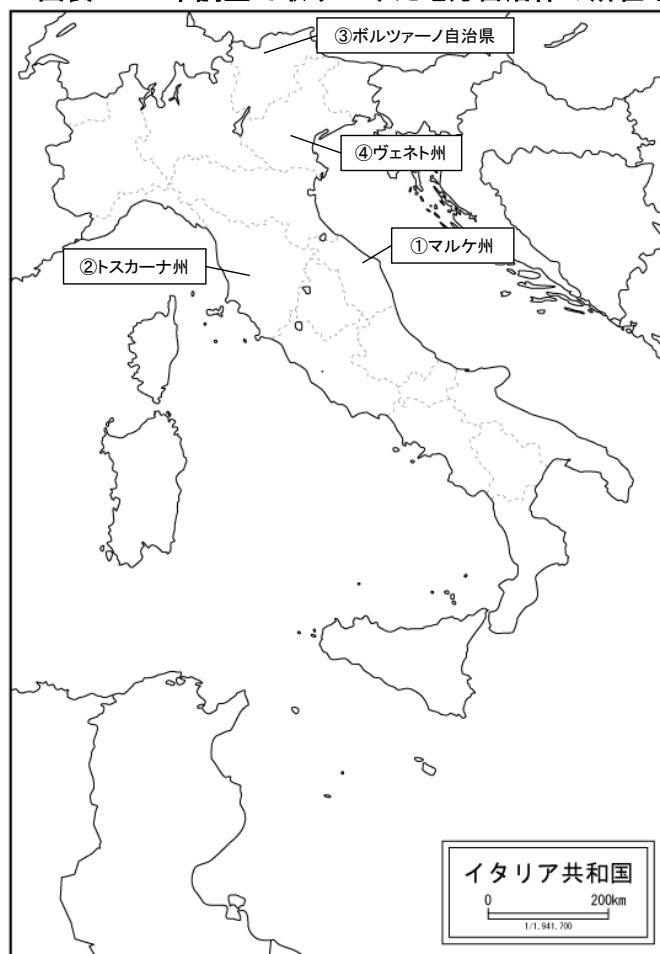 ③ボルツァーノ自治県
④ヴェネト州
①マルケ州
②トスカーナ州
イタリア共和国
0 200km
1/1,941,700